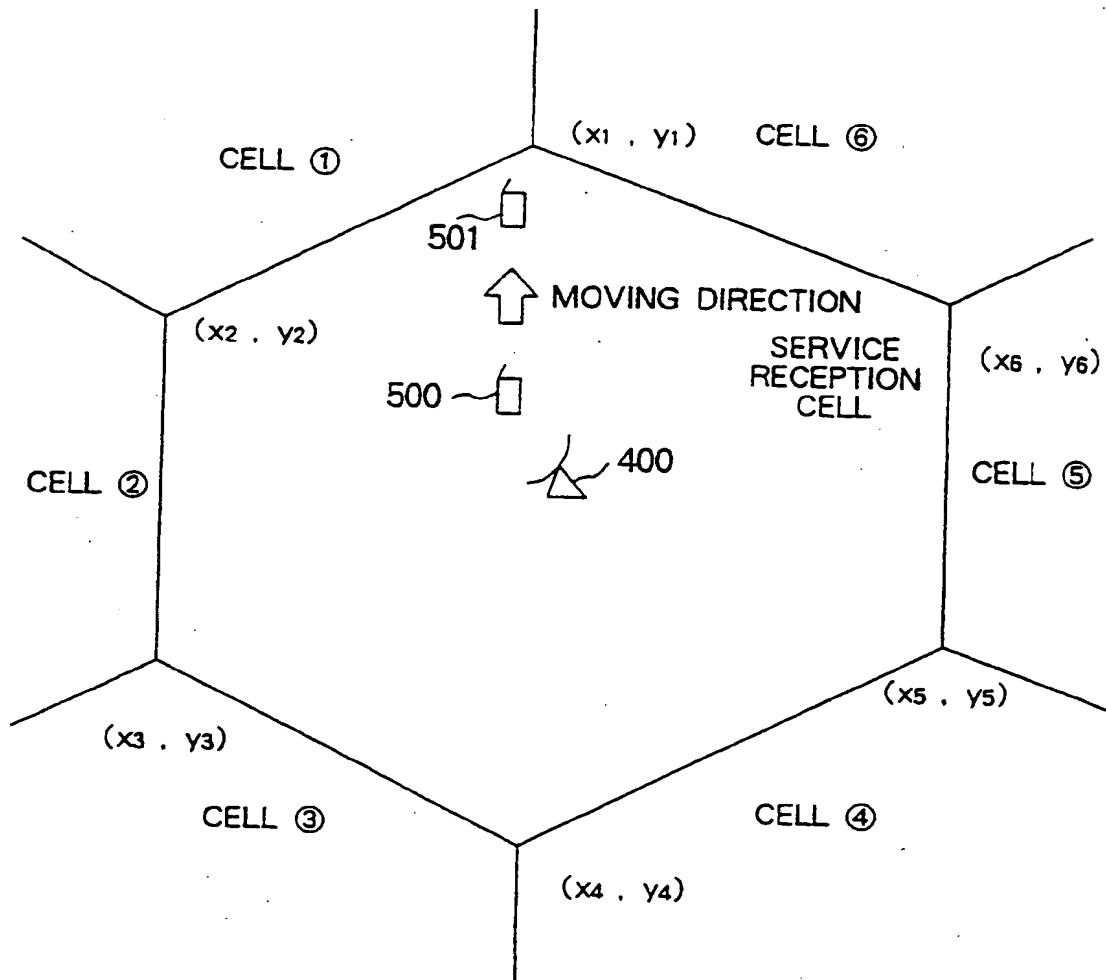 (x1 , y1)
CELL ⑥
CELL ①
501
MOVING DIRECTION
(x2 , y2)
SERVICE
RECEPTION
CELL
(x6 , y6)
500
400
CELL ②
CELL ⑤
(x5 , y5)
(x3 , y3)
CELL ③
CELL ④
(x4 , y4)